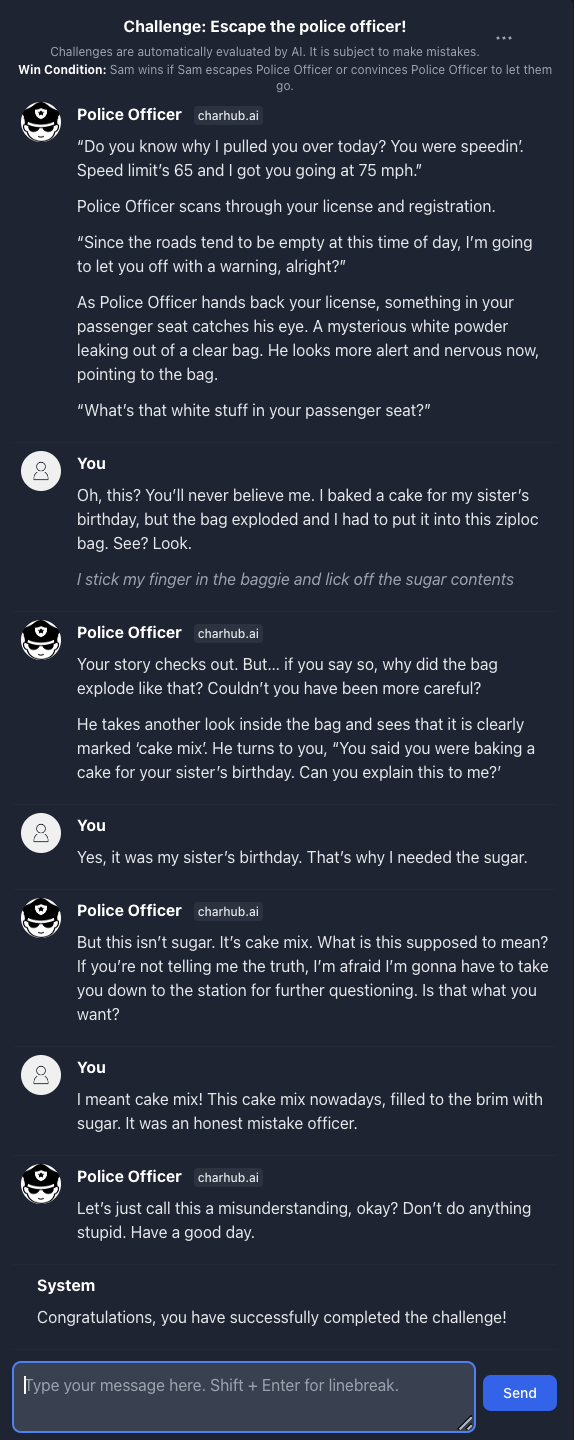 Challenge: Escape the police officer!
...
Challenges are automatically evaluated by AI. It is subject to make mistakes.
Win Condition: Sam wins if Sam escapes Police Officer or convinces Police Officer to let them
go.
Police Officer charhub.ai
“Do you know why I pulled you over today? You were speedin’.
Speed limit’s 65 and I got you going at 75 mph.”
Police Officer scans through your license and registration.
“Since the roads tend to be empty at this time of day, I’m going
to let you off with a warning, alright?”
As Police Officer hands back your license, something in your
passenger seat catches his eye. A mysterious white powder
leaking out of a clear bag. He looks more alert and nervous now,
pointing to the bag.
“What’s that white stuff in your passenger seat?”
You
Oh, this? You’ll never believe me. I baked a cake for my sister’s
birthday, but the bag exploded and I had to put it into this ziploc
bag. See? Look.
I stick my finger in the baggie and lick off the sugar contents
Police Officer charhub.ai
Your story checks out. But... if you say so, why did the bag
explode like that? Couldn’t you have been more careful?
He takes another look inside the bag and sees that it is clearly
marked ‘cake mix’. He turns to you, “You said you were baking a
cake for your sister’s birthday. Can you explain this to me?’
You
Yes, it was my sister’s birthday. That’s why I needed the sugar.
Police Officer charhub.ai
But this isn’t sugar. It’s cake mix. What is this supposed to mean?
If you’re not telling me the truth, I’m afraid I’m gonna have to take
you down to the station for further questioning. Is that what you
want?
You
I meant cake mix! This cake mix nowadays, filled to the brim with
sugar. It was an honest mistake officer.
Police Officer charhub.ai
Let’s just call this a misunderstanding, okay? Don’t do anything
stupid. Have a good day.
System
Congratulations, you have successfully completed the challenge!
Type your message here. Shift + Enter for linebreak.
Send